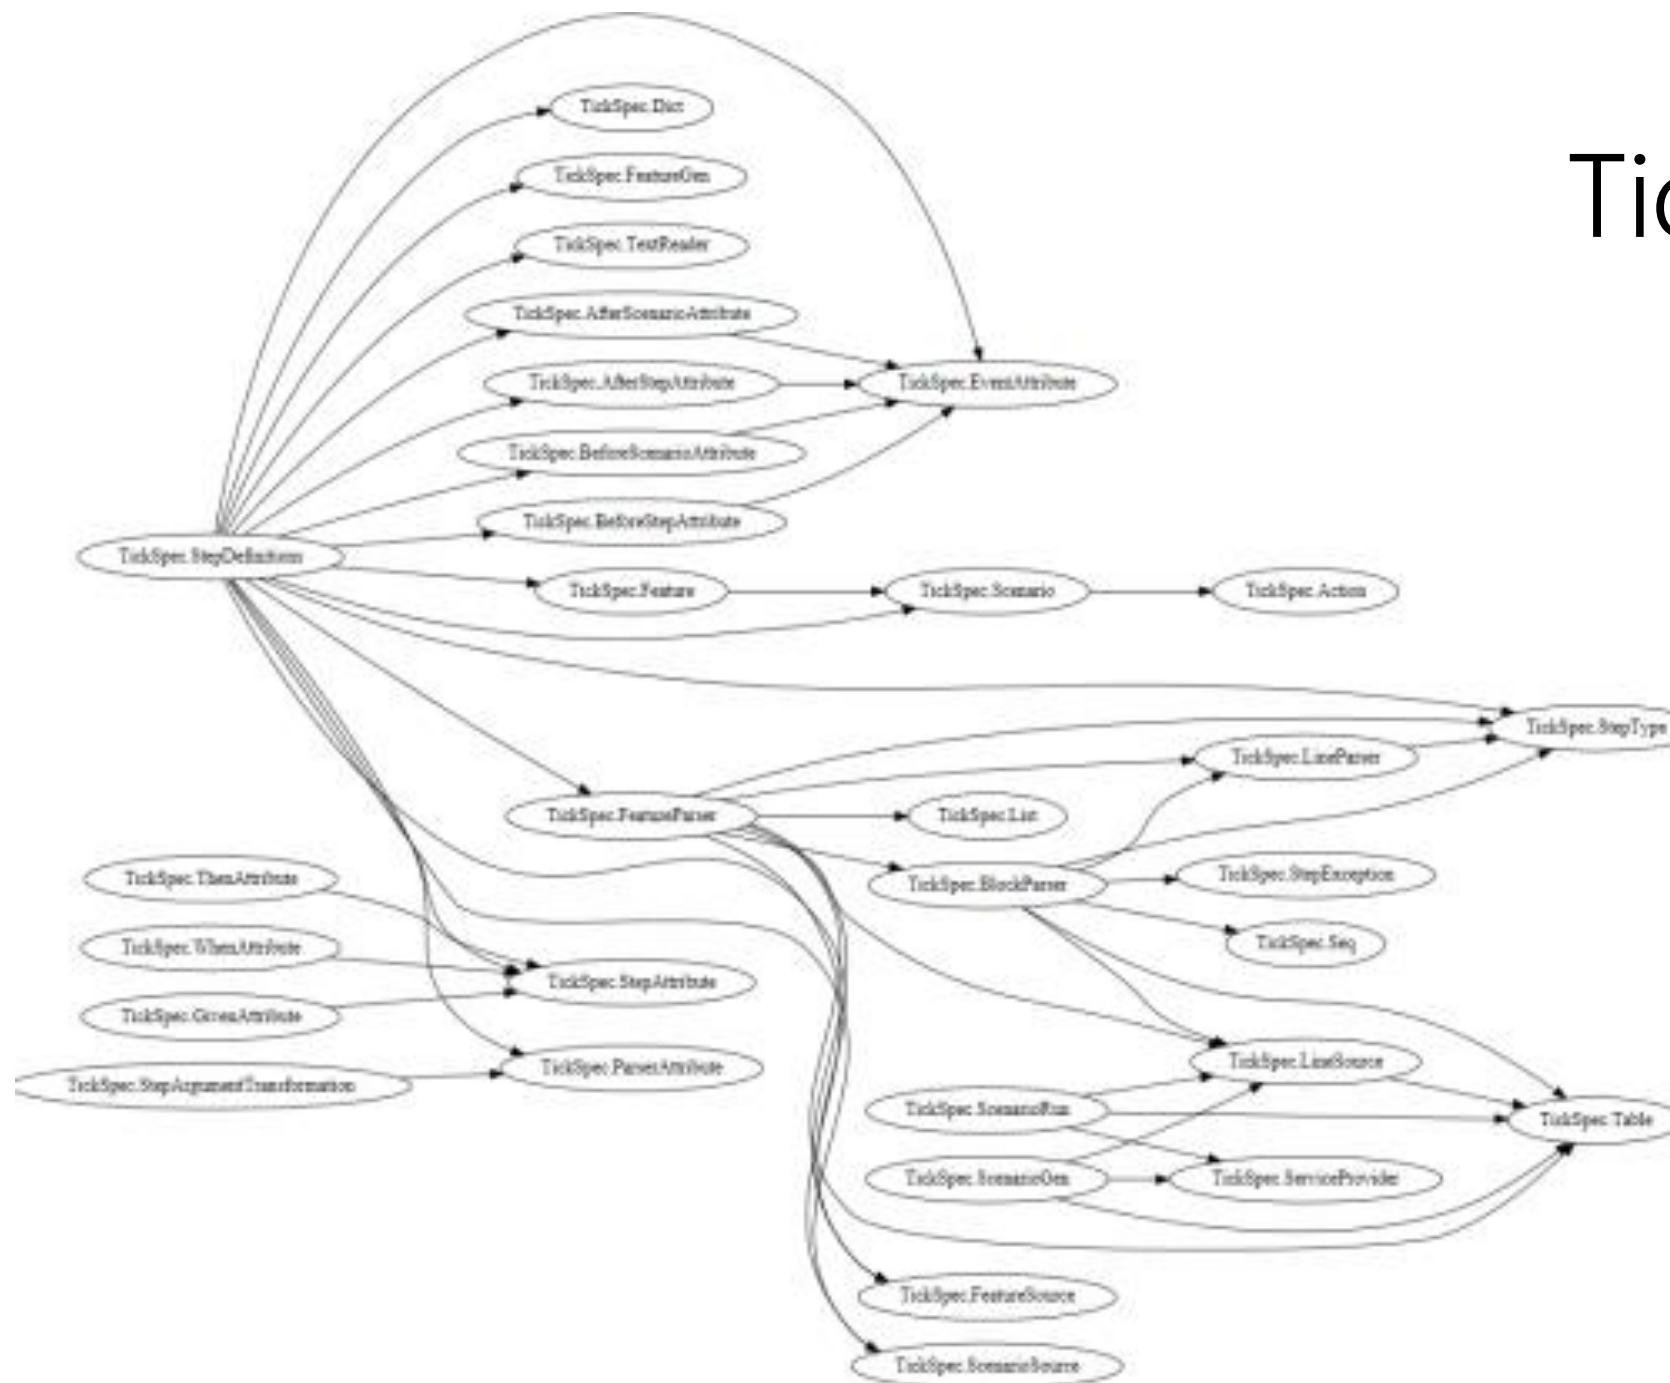 Tic
TickSpec.Dict
TickSpec.FeatureGen
TickSpec.TextReader
TickSpec.AfterScenarioAttribute
TickSpec.AfterStepAttribute
TickSpec.EventAttribute
TickSpec.BeforeScenarioAttribute
TickSpec.BeforeStepAttribute
TickSpec.StepDefinitions
TickSpec.Feature
TickSpec.Scenario
TickSpec.Action
TickSpec.StepType
TickSpec.LineParser
TickSpec.FeatureParser
TickSpec.List
TickSpec.ThenAttribute
TickSpec.BlockParser
TickSpec.StepException
TickSpec.WhenAttribute
TickSpec.Seq
TickSpec.StepAttribute
TickSpec.GivenAttribute
TickSpec.ParserAttribute
TickSpec.LineSource
TickSpec.StepArgumentTransformation
TickSpec.ScenarioRun
TickSpec.Table
TickSpec.ScenarioGen
TickSpec.ServiceProvider
TickSpec.FeatureSource
TickSpec.ScenarioSource